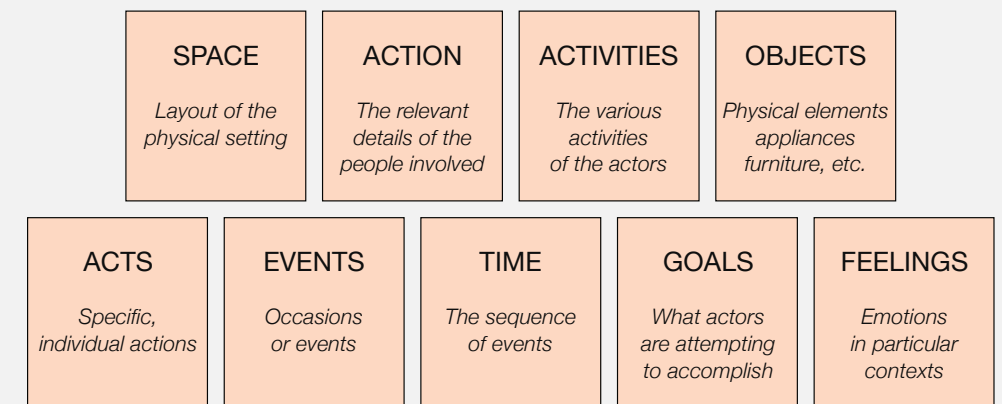 SPACE
Layout of the
physical setting
ACTION
The relevant
details of the
people involved
ACTIVITIES
The various
activities
of the actors
OBJECTS
Physical elements
appliances
furniture, etc.
ACTS
Specific,
individual actions
EVENTS
Occasions
or events
TIME
The sequence
of events
GOALS
What actors
are attempting
to accomplish
FEELINGS
Emotions
in particular
contexts